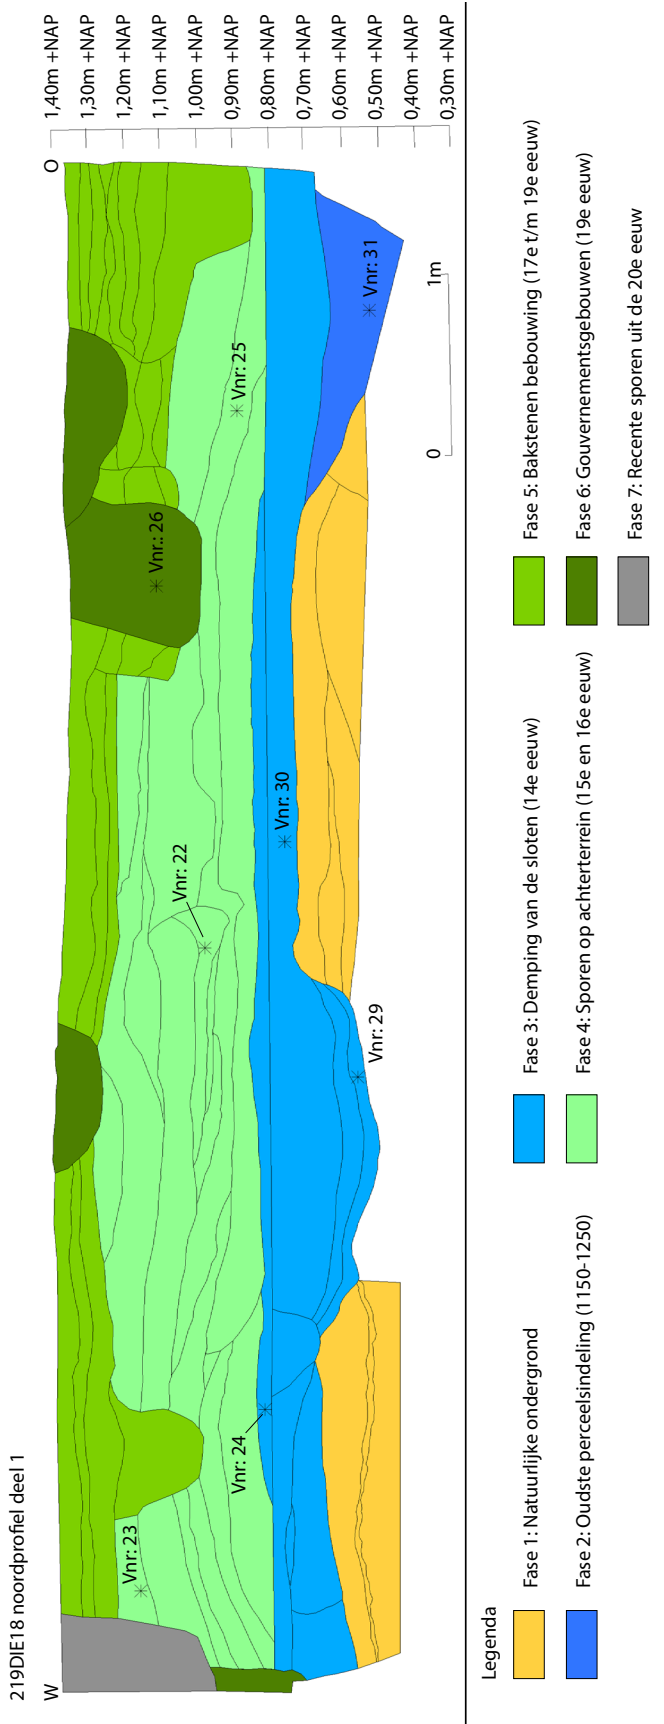 219DIE18 noordprofiel deel 1
W
O
1,40m +NAP
1,30m +NAP
1,20m +NAP
1,10m +NAP
1,00m +NAP
0,90m +NAP
0,80m +NAP
0,70m +NAP
0,60m +NAP
0,50m +NAP
0,40m +NAP
0,30m +NAP
Vnr: 23
Vnr: 24
Vnr: 22
Vnr: 29
Vnr: 30
Vnr.: 26
Vnr: 25
Vnr: 31
0
1m
Legenda
Fase 1: Natuurlijke ondergrond
Fase 2: Oudste perceelsindeling (1150-1250)
Fase 3: Demping van de sloten (14e eeuw)
Fase 4: Sporen op achterterrein (15e en 16e eeuw)
Fase 5: Bakstenen bebouwing (17e t/m 19e eeuw)
Fase 6: Gouvernementsgebouwen (19e eeuw)
Fase 7: Recente sporen uit de 20e eeuw